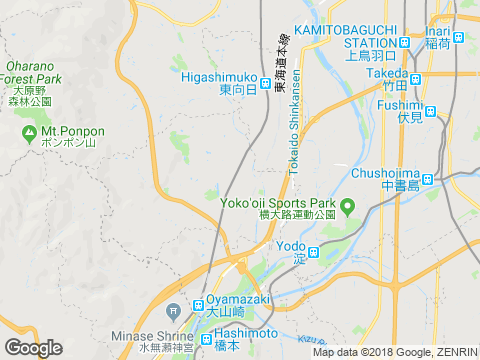 KAMITOBAGUCHI
STATION
上鳥羽口
Inari
稲荷
Oharano
Forest Park
大原野
森林公園
Higashimuko
東向日
東海道本線
Tokaido Shinkansen
Takeda
竹田
Fushimi
伏見
Mt.Ponpon
ポンポン山
Chushojima
中書島
Yoko'oji Sports Park
横大路運動公園
Yodo
淀
Oyamazaki
大山崎
Minase Shrine
水無瀬神宮
Hashimoto
橋本
Kizu
Google
Map data ©2018 Google, ZENRIN